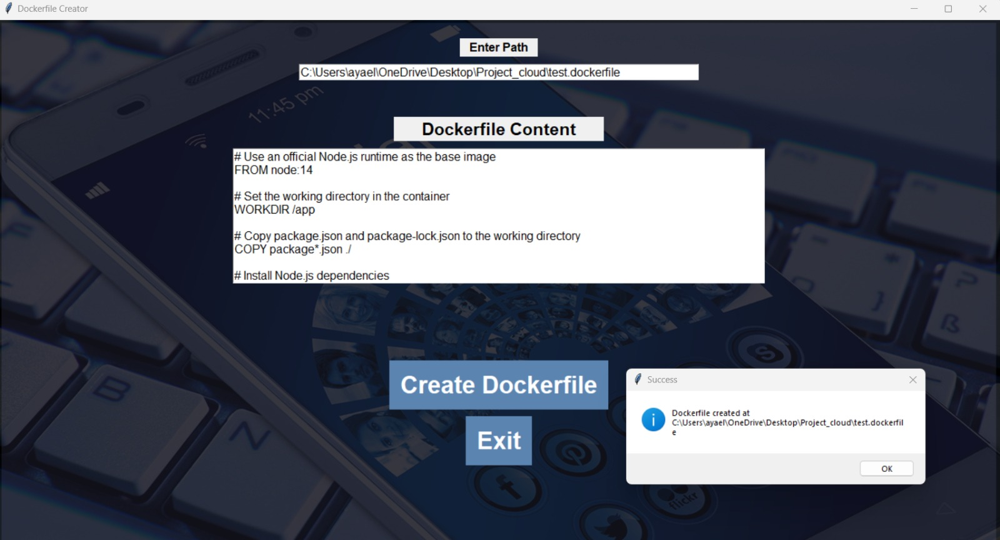 Dockerfile Creator
Enter Path
C:\Users\ayael\OneDrive\Desktop\Project_cloud\test.dockerfile
11:45 pm
Dockerfile Content
# Use an official Node.js runtime as the base image
FROM node:14
# Set the working directory in the container
WORKDIR /app
# Copy package.json and package-lock.json to the working directory
COPY package*.json ./
# Install Node.js dependencies
Create Dockerfile
Exit
Success
Dockerfile created at
C:\Users\ayael\OneDrive\Desktop\Project_cloud\test.dockerfil
e
OK
B
N
F
flickr